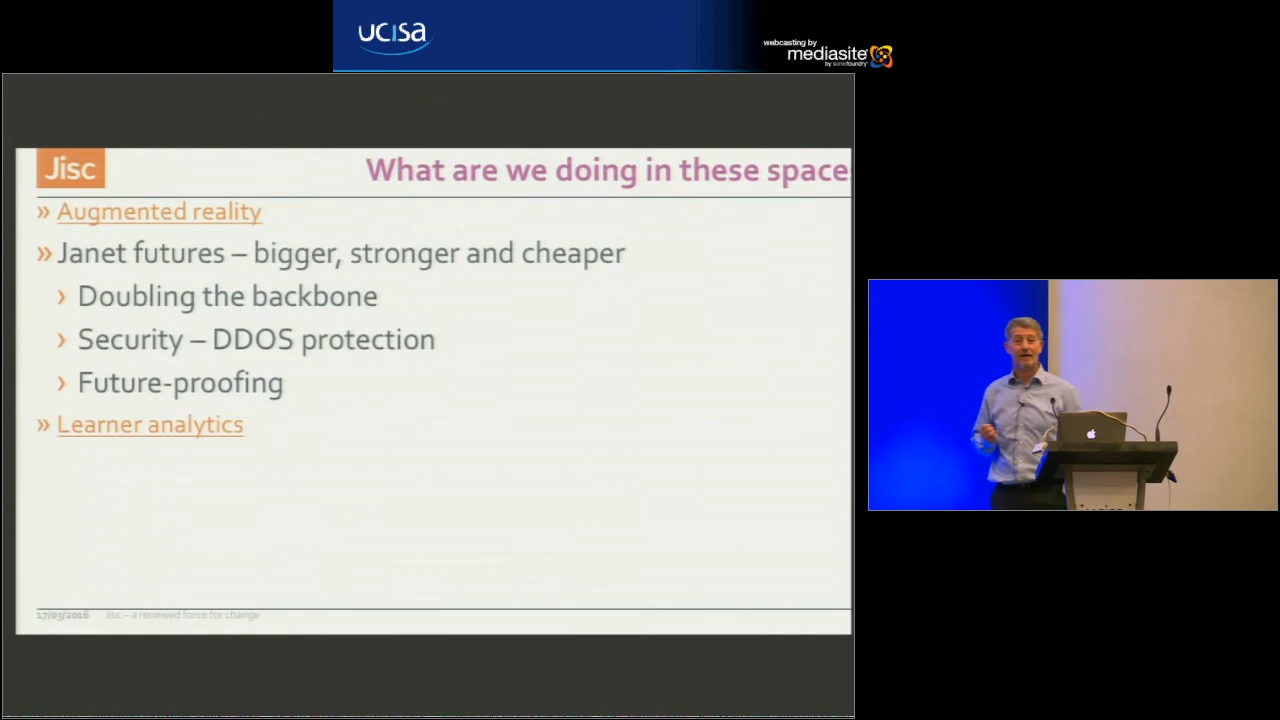 ucisa
webcasting by
mediasite
by sonicfoundry
Jisc
What are we doing in these space
» Augmented reality
» Janet futures – bigger, stronger and cheaper
› Doubling the backbone
› Security – DDOS protection
› Future-proofing
» Learner analytics
17/03/2016 Jisc – a renewed force for change